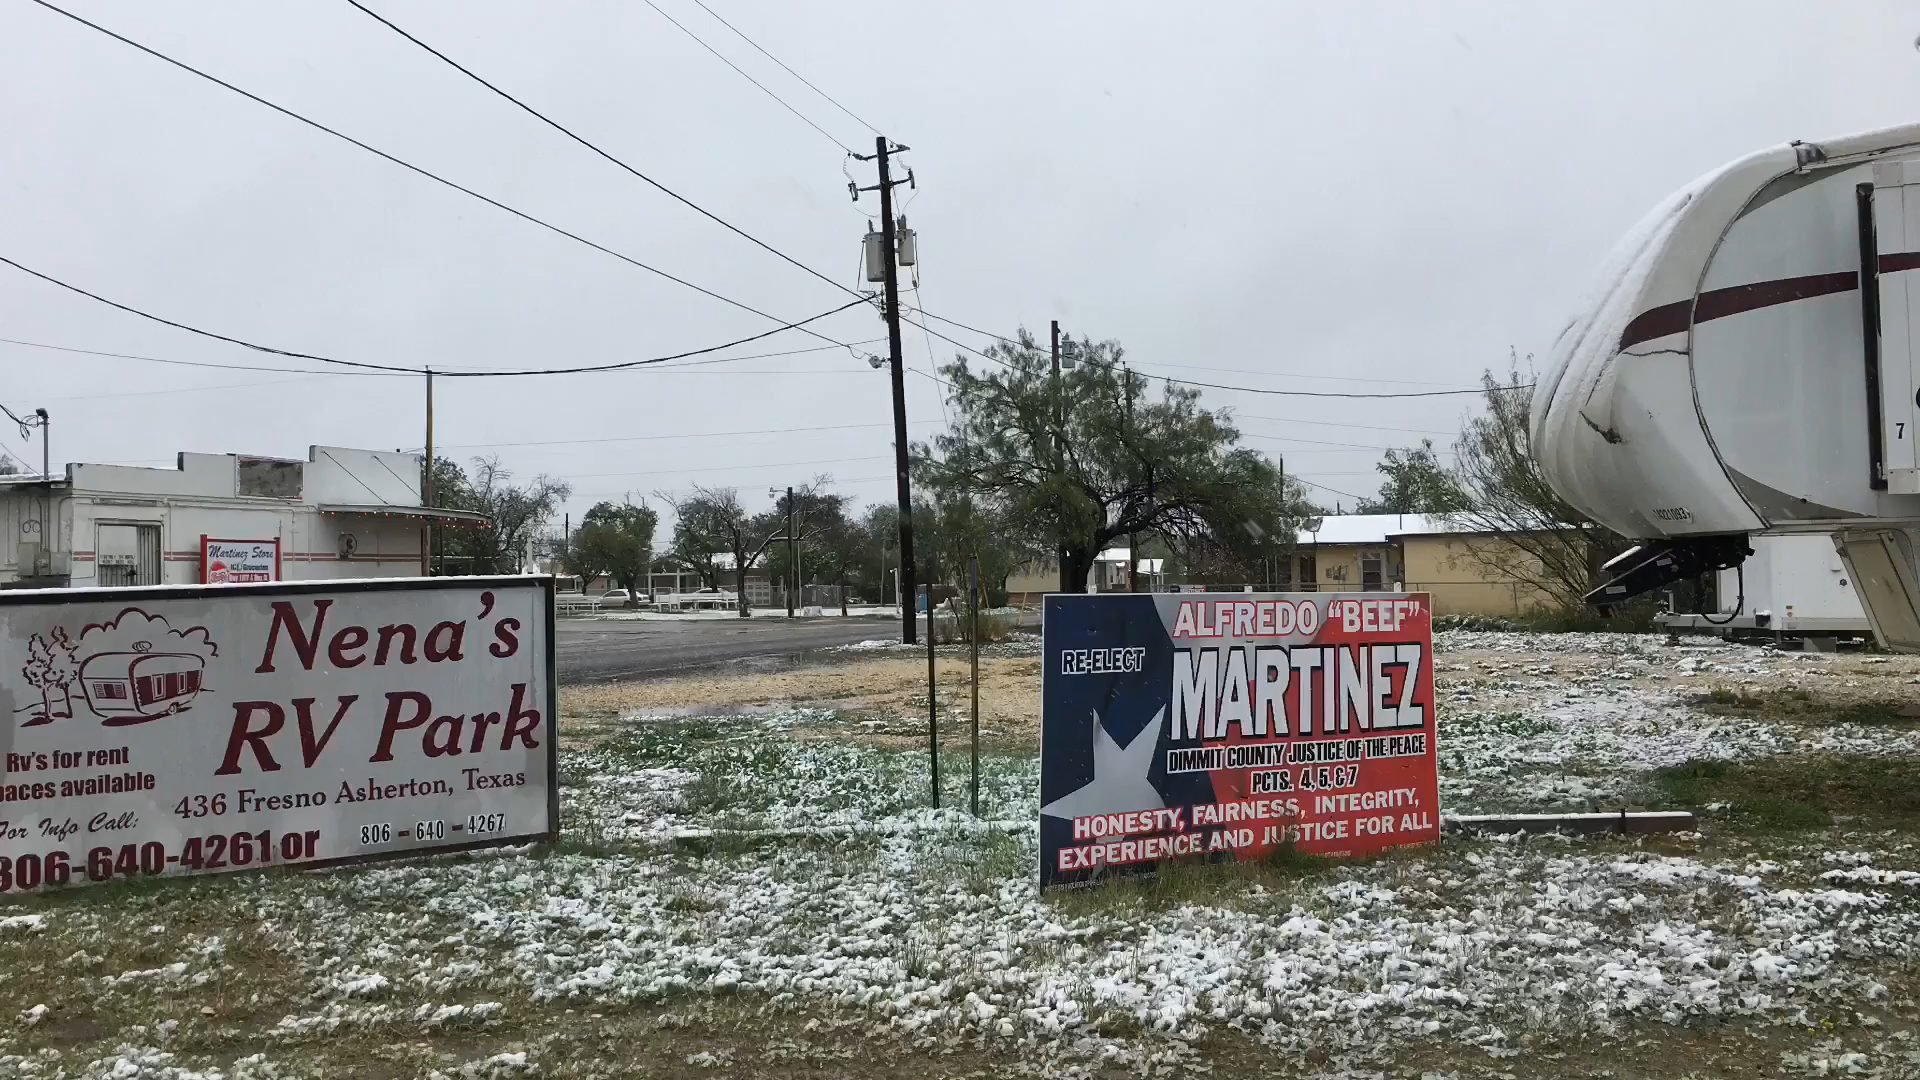 Martinez Store
Nena's
RV Park
Rv's for rent
paces available
436 Fresno Asherton, Texas
For Info Call:
806-640-4261 or
806 - 640 - 4267
ALFREDO "BEEF"
RE-ELECT
MARTINEZ
DIMMIT COUNTY JUSTICE OF THE PEACE
PCTS. 4, 5, & 7
HONESTY, FAIRNESS, INTEGRITY,
EXPERIENCE AND JUSTICE FOR ALL
7